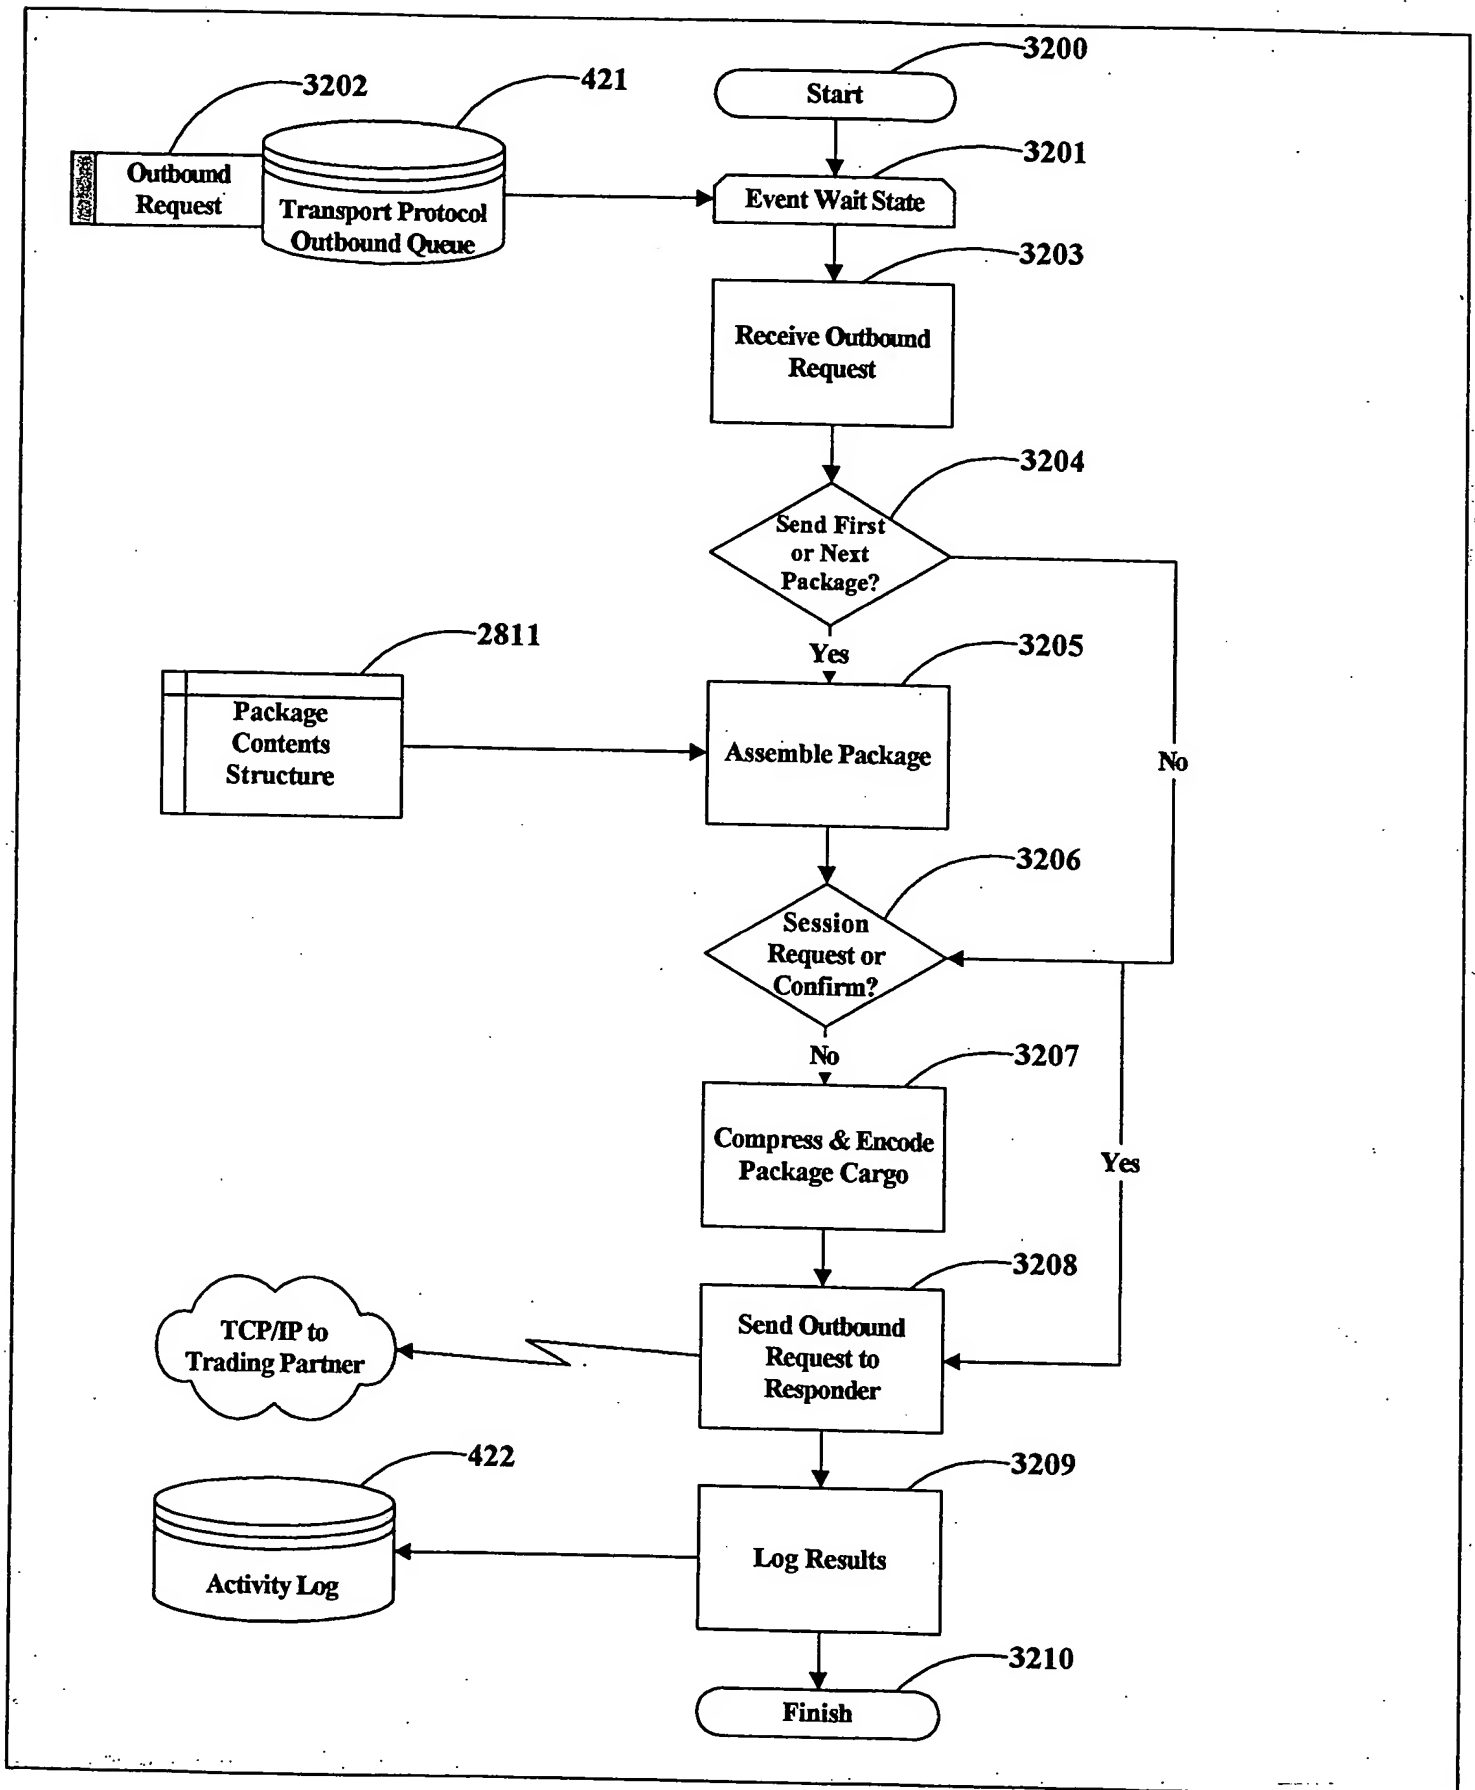 3200
Start
3202
421
3201
Outbound
Request
Transport Protocol
Outbound Queue
Event Wait State
3203
Receive Outbound
Request
3204
Send First
or Next
Package?
Yes
No
2811
3205
Package
Contents
Structure
Assemble Package
3206
Session
Request or
Confirm?
No
Yes
3207
Compress & Encode
Package Cargo
3208
TCP/IP to
Trading Partner
Send Outbound
Request to
Responder
422
3209
Activity Log
Log Results
3210
Finish